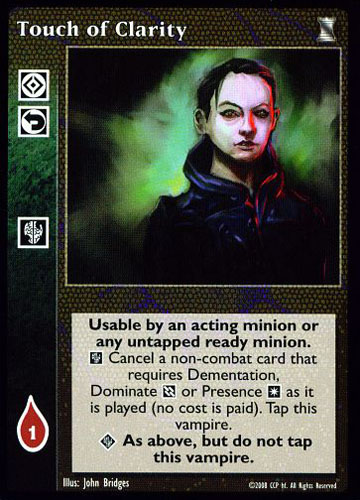 Touch of Clarity
Usable by an acting minion or
any untapped ready minion.
Cancel a non-combat card that
requires Dementation,
Dominate or Presence as it
is played (no cost is paid). Tap this
vampire.
As above, but do not tap
this vampire.
1
Illus: John Bridges
©2008 CCP hf. All Rights Reserved